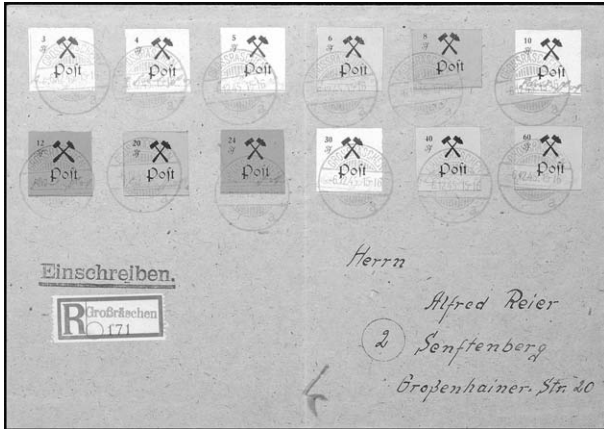 3 Post
4 Post
5 Post
6 Post
8 Post
10 Post
12 Post
20 Post
24 Post
30 Post
40 Post
60 Post
Einschreiben.
R Großräschen
171
Herrn
Alfred Reier
2 Senftenberg
Großenhainer. Str. 20